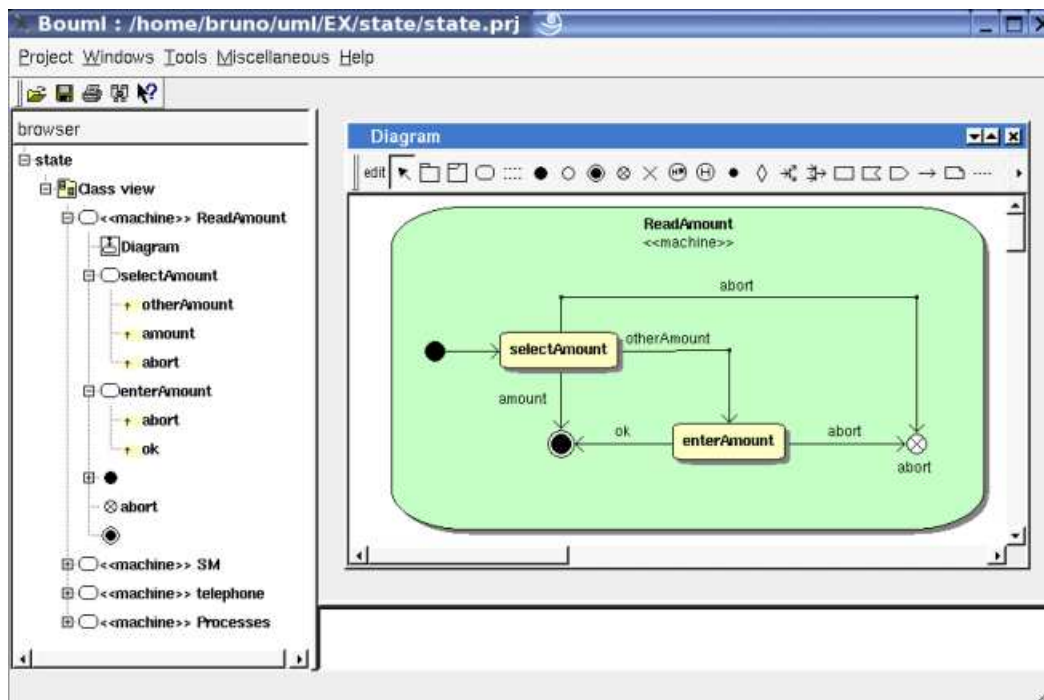 Bouml : /home/bruno/uml/EX/state/state.prj
Project Windows Tools Miscellaneous Help
browser
state
Class view
<<machine>> ReadAmount
Diagram
selectAmount
otherAmount
amount
abort
enterAmount
abort
ok
abort
<<machine>> SM
<<machine>> telephone
<<machine>> Processes
Diagram
edit
ReadAmount
<<machine>>
abort
selectAmount
otherAmount
amount
ok
enterAmount
abort
abort